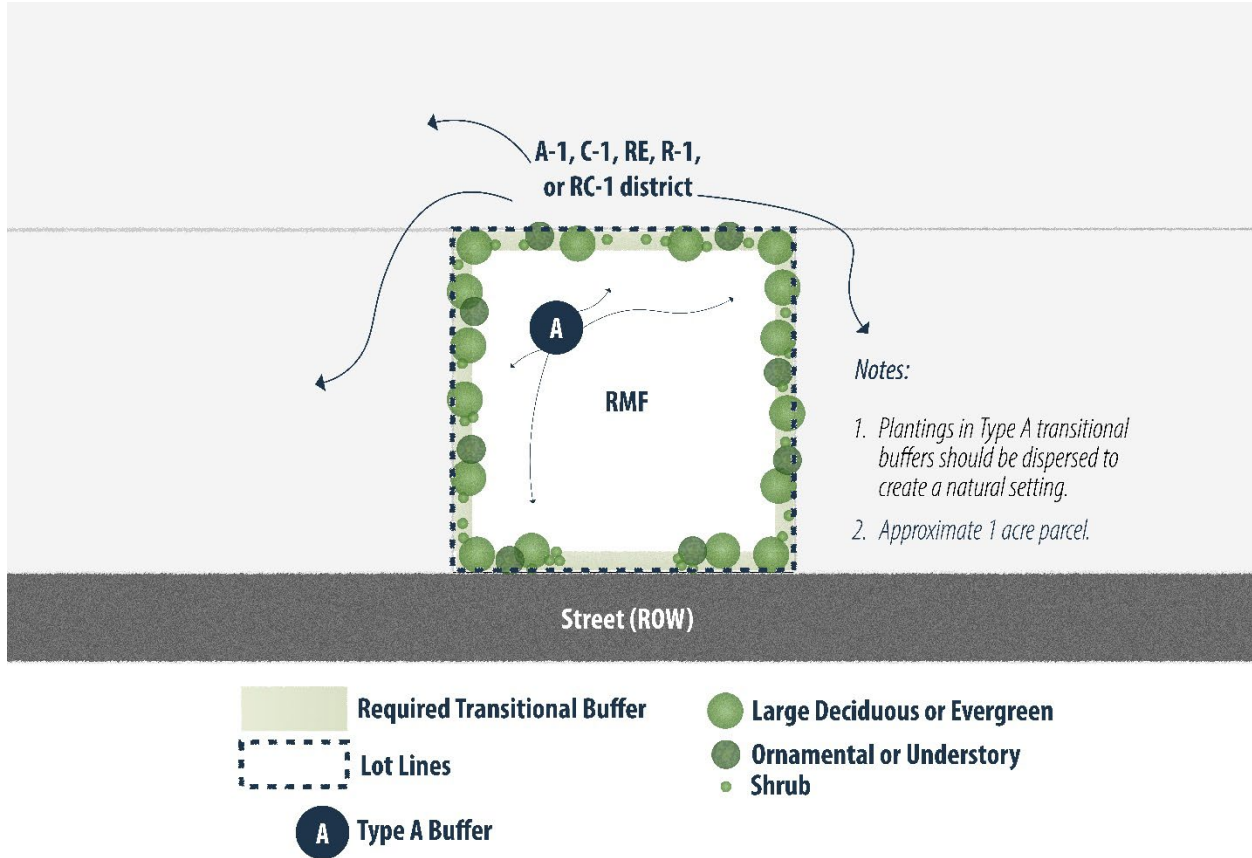 A-1, C-1, RE, R-1,
or RC-1 district
A
RMF
Notes:
1. Plantings in Type A transitional
buffers should be dispersed to
create a natural setting.
2. Approximate 1 acre parcel.
Street (ROW)
Required Transitional Buffer
Lot Lines
A Type A Buffer
Large Deciduous or Evergreen
Ornamental or Understory
Shrub